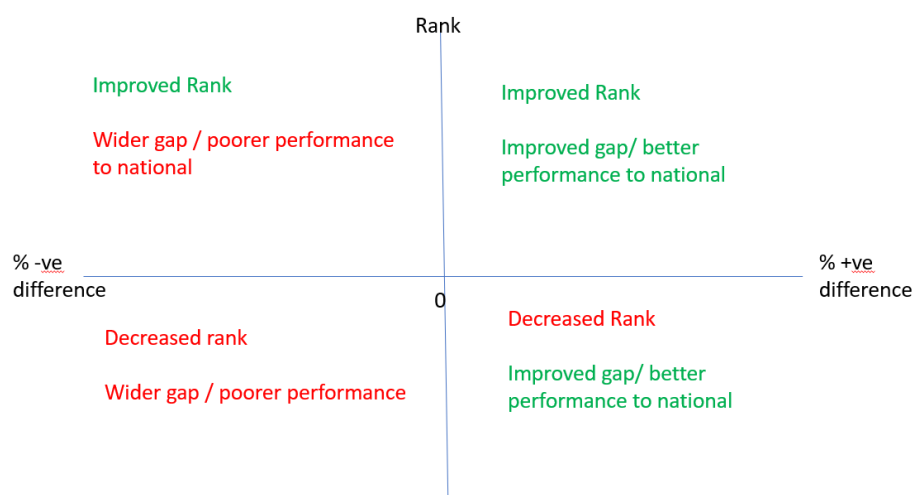 Rank
Improved Rank
Wider gap / poorer performance
to national
Improved Rank
Improved gap/ better
performance to national
% -ve
difference
% +ve
difference
0
Decreased rank
Wider gap / poorer performance
Decreased Rank
Improved gap/ better
performance to national